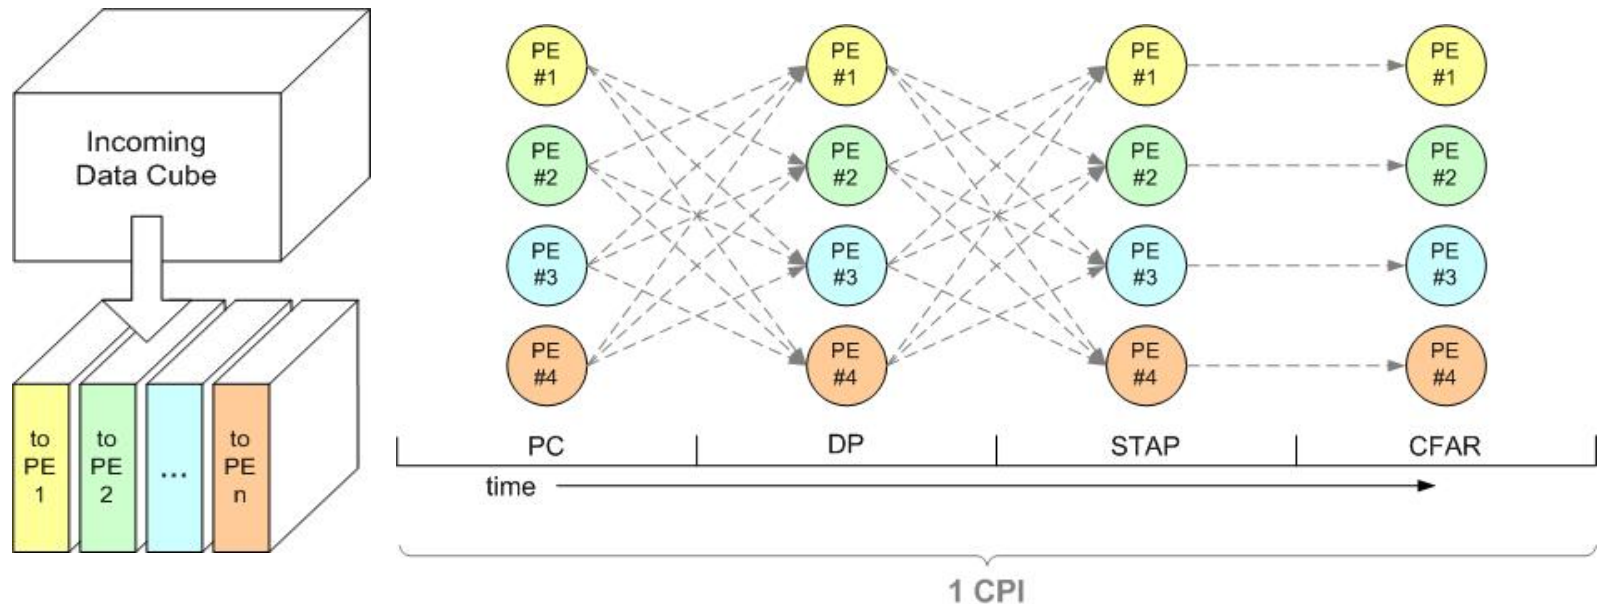 Incoming
Data Cube
to
PE
1
to
PE
2
...
to
PE
n
PE
#1
PE
#1
PE
#1
PE
#1
PE
#2
PE
#2
PE
#2
PE
#2
PE
#3
PE
#3
PE
#3
PE
#3
PE
#4
PE
#4
PE
#4
PE
#4
PC
DP
STAP
CFAR
time
1 CPI